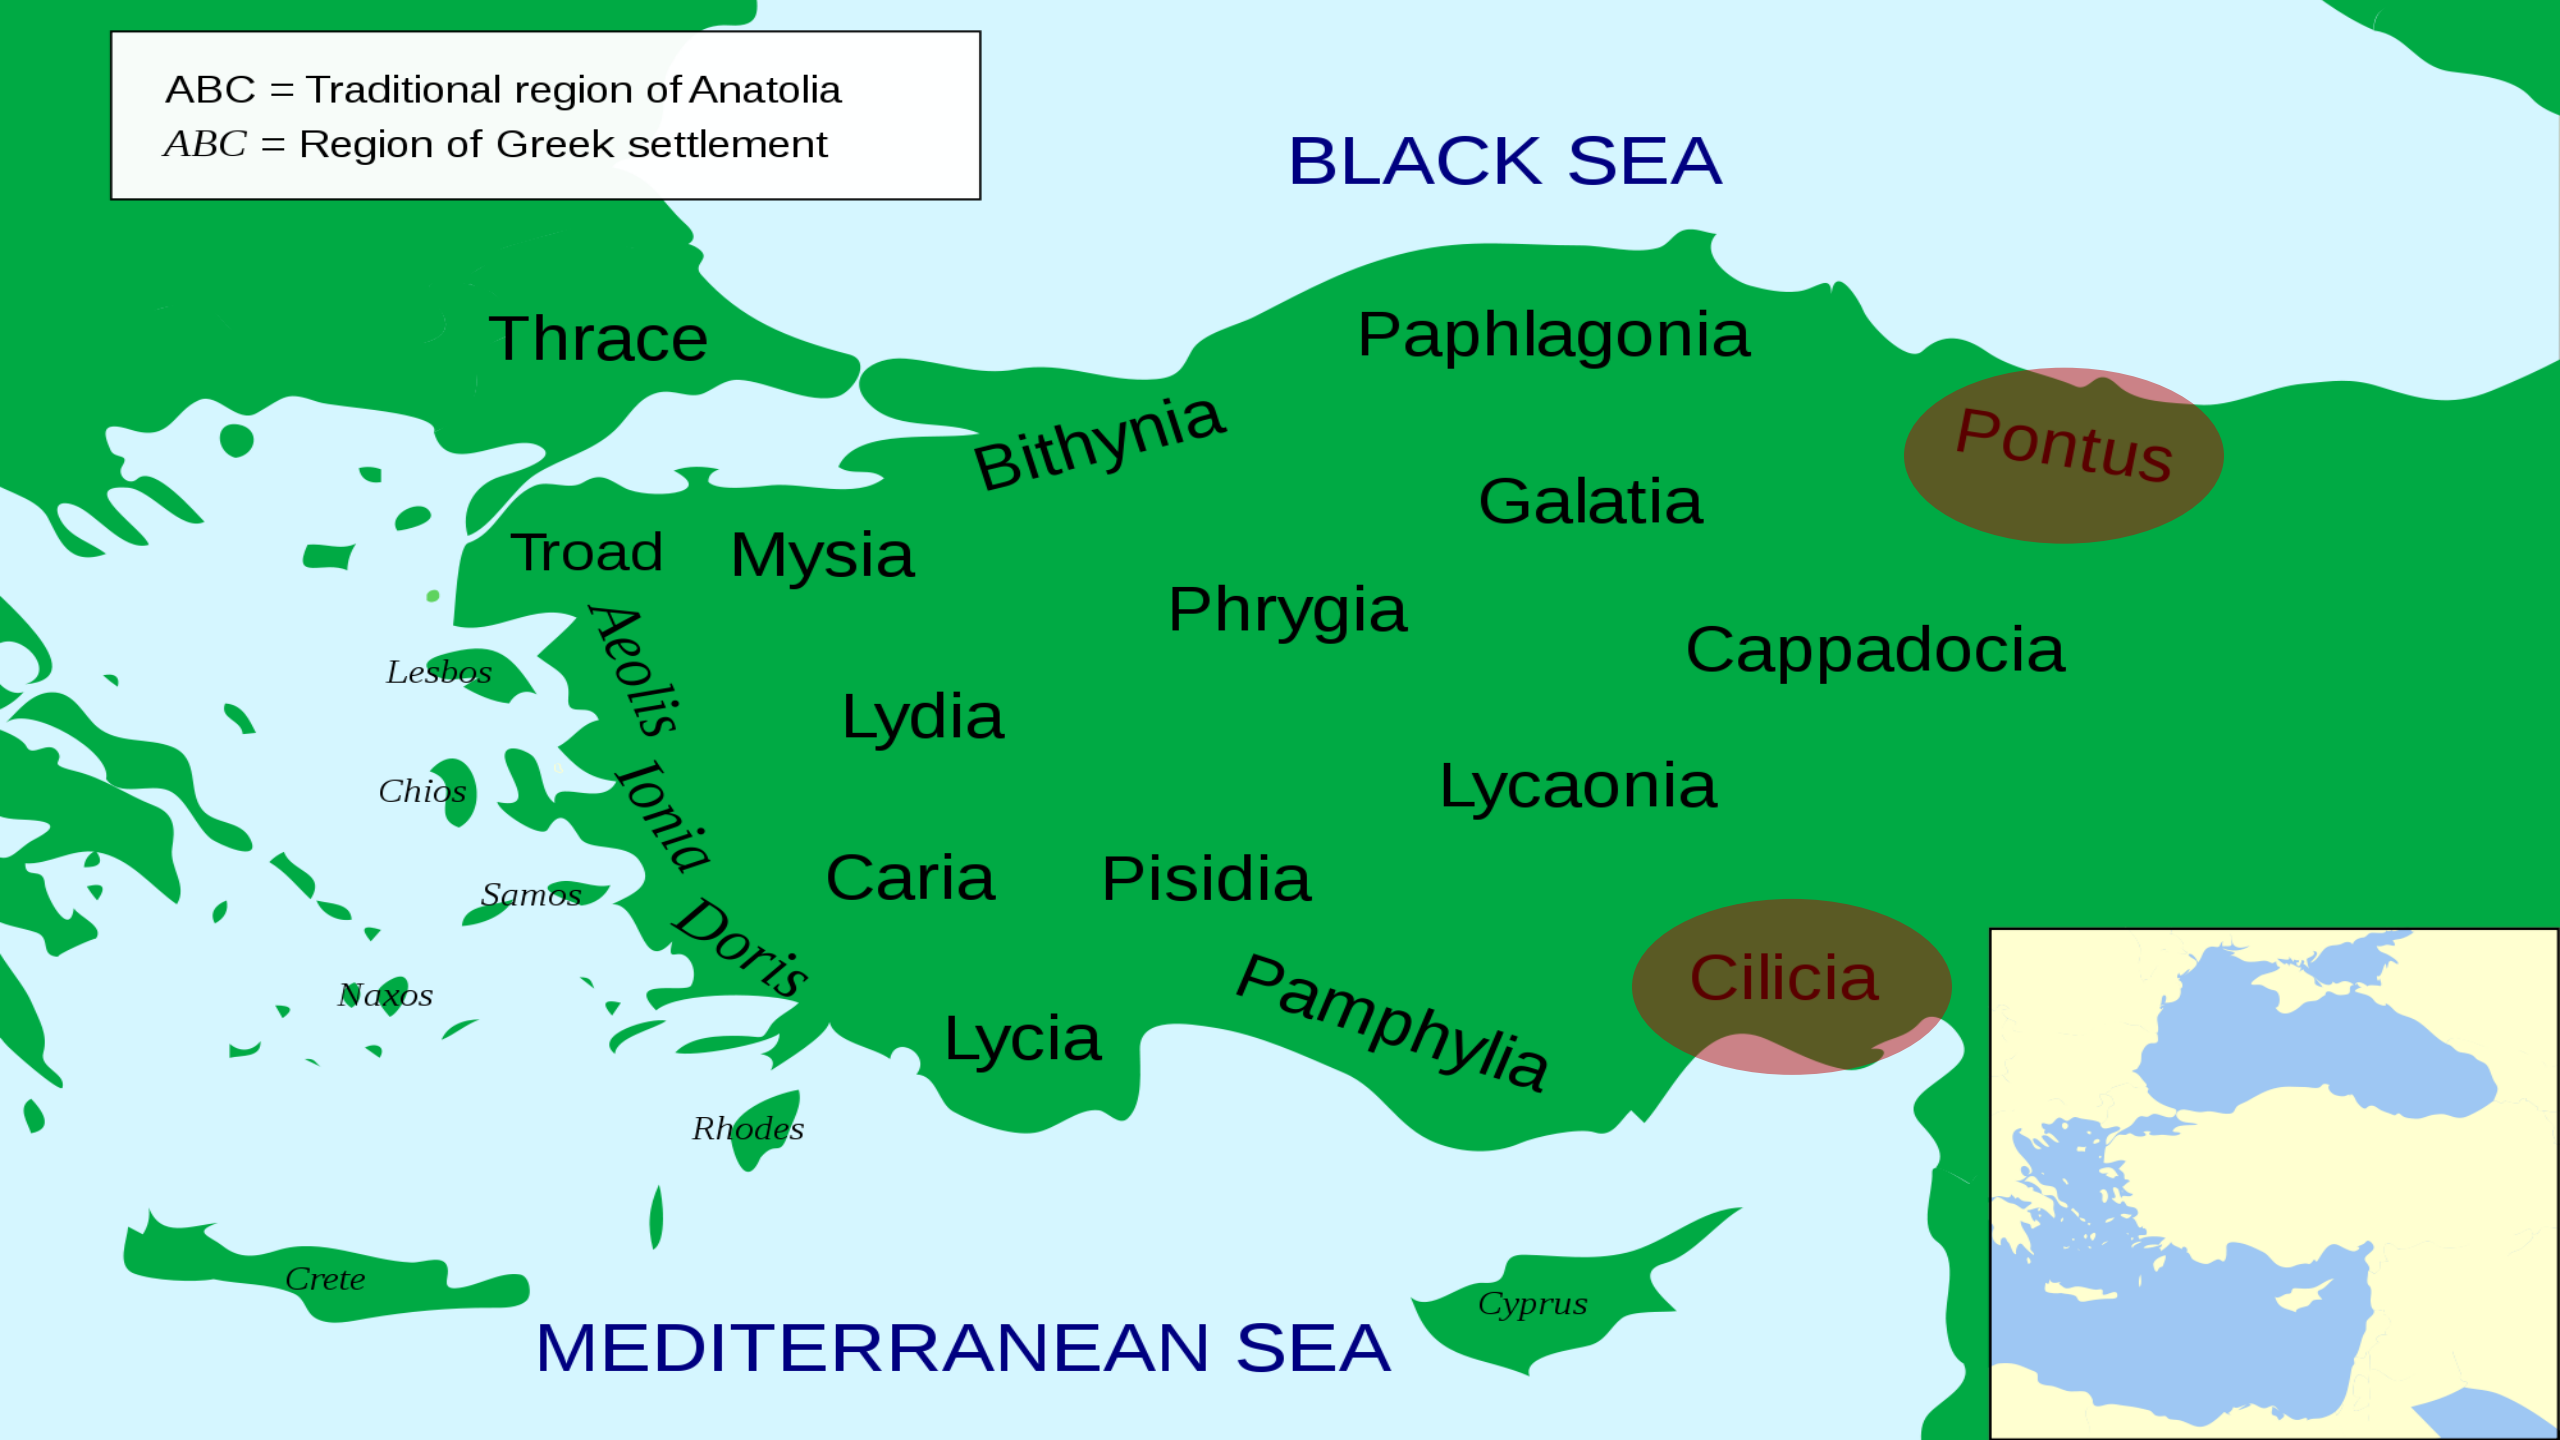 ABC = Traditional region of Anatolia
ABC = Region of Greek settlement
BLACK SEA
Thrace
Paphlagonia
Bithynia
Pontus
Galatia
Troad
Mysia
Phrygia
Aeolis
Cappadocia
Lesbos
Lydia
Chios
Ionia
Lycaonia
Samos
Caria
Pisidia
Doris
Cilicia
Naxos
Pamphylia
Lycia
Rhodes
Crete
Cyprus
MEDITERRANEAN SEA